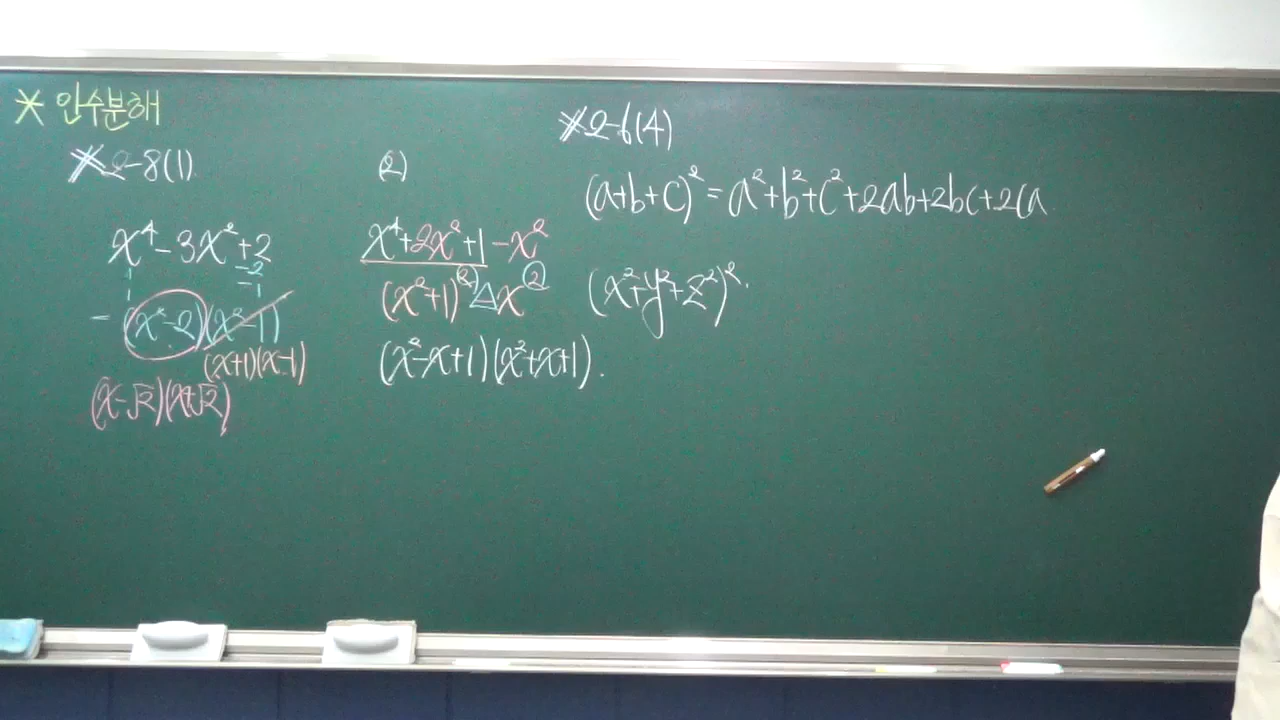 * 인수분해
※2-8(1)
x⁴-3x²+2
-2
-1
=(x²-2)(x²-1)
(x+1)(x-1)
(x-√2)(x+√2)
(2)
x⁴+2x²+1-x²
(x²+1)²-x²
(x²-x+1)(x²+x+1).
※2-6(4)
(a+b+c)²=a²+b²+c²+2ab+2bc+2ca
(x²+y²+z²)².